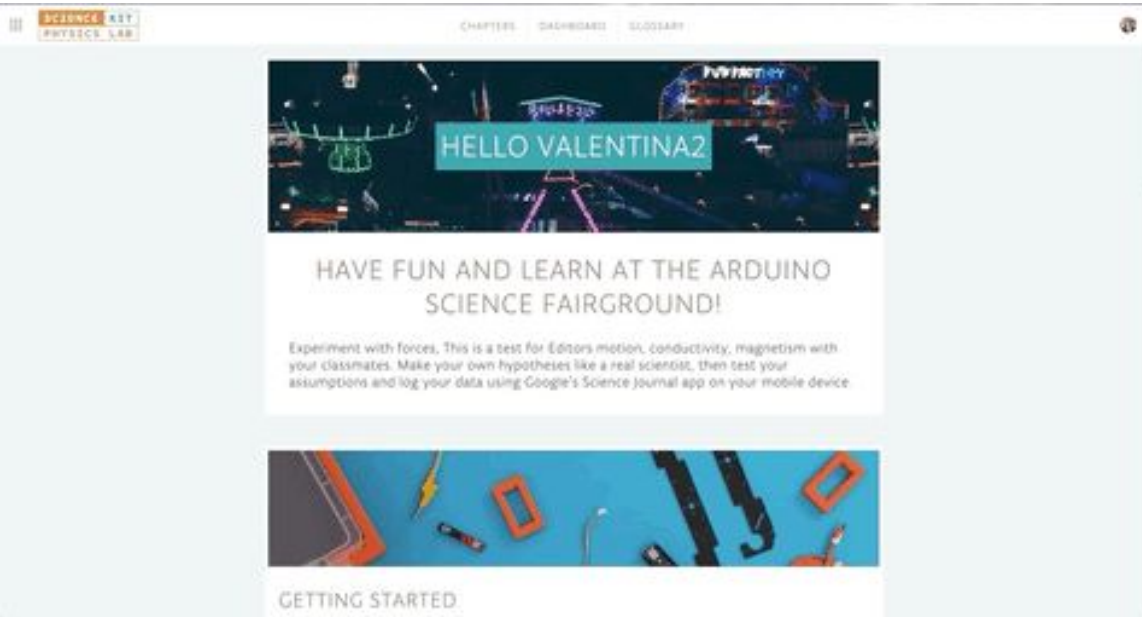 SCIENCE KIT
PHYSICS LAB
CHAPTERS DASHBOARD GLOSSARY
HELLO VALENTINA2
HAVE FUN AND LEARN AT THE ARDUINO
SCIENCE FAIRGROUND!
Experiment with forces, This is a test for Editors motion, conductivity, magnetism with
your classmates. Make your own hypotheses like a real scientist, then test your
assumptions and log your data using Google's Science Journal app on your mobile device
GETTING STARTED